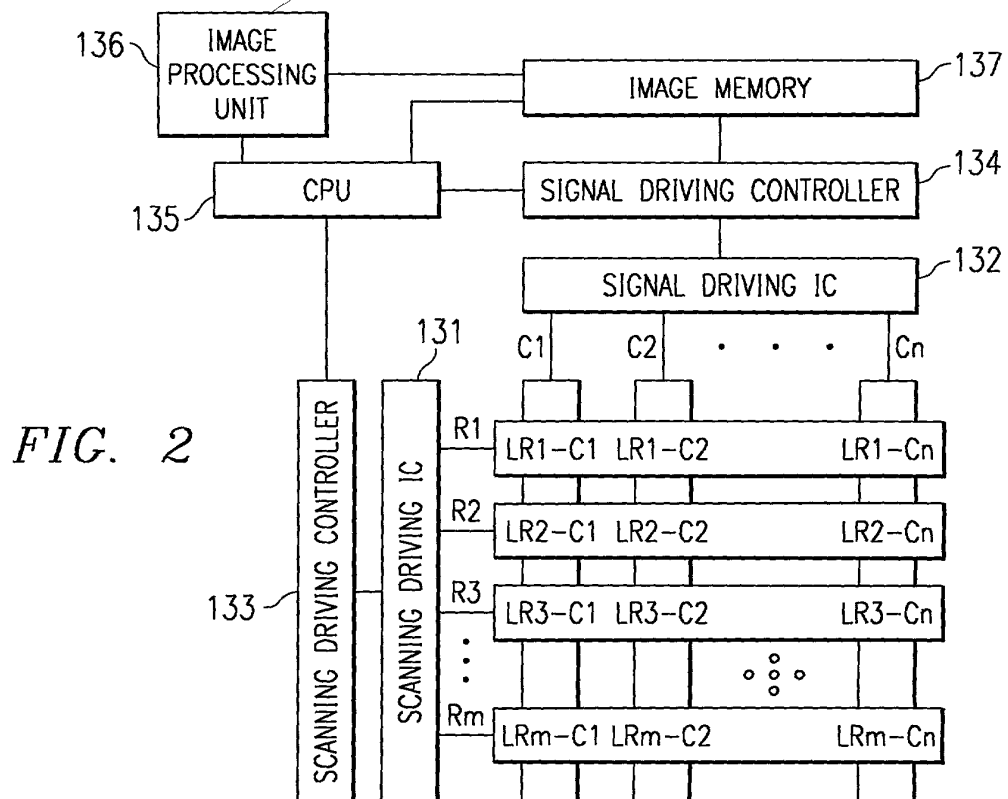 136
IMAGE
PROCESSING
UNIT
IMAGE MEMORY
137
CPU
135
SIGNAL DRIVING CONTROLLER
134
SIGNAL DRIVING IC
132
131
C1 C2 Cn
FIG. 2
133
SCANNING DRIVING CONTROLLER
SCANNING DRIVING IC
R1
LR1-C1 LR1-C2 LR1-Cn
R2
LR2-C1 LR2-C2 LR2-Cn
R3
LR3-C1 LR3-C2 LR3-Cn
Rm
LRm-C1 LRm-C2 LRm-Cn